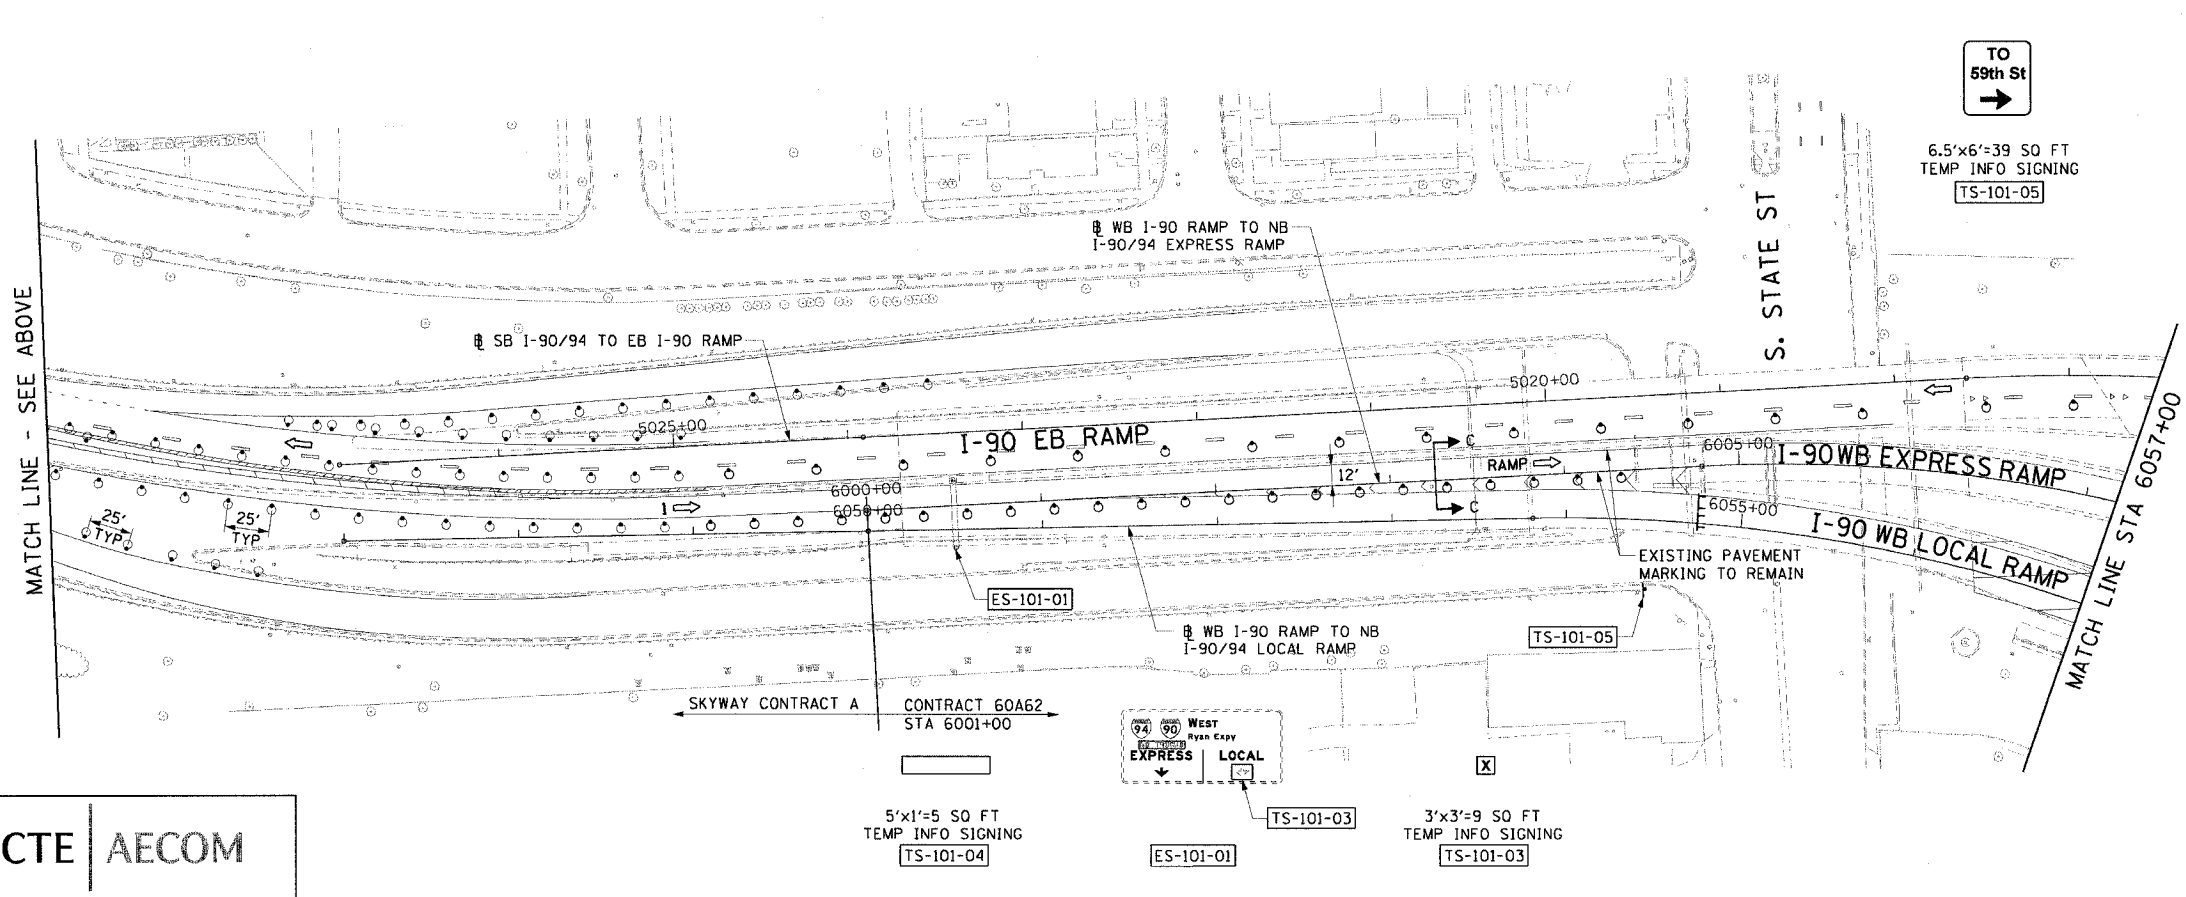 TO
59th St
6.5'x6'=39 SQ FT
TEMP INFO SIGNING
TS-101-05
WB I-90 RAMP TO NB
I-90/94 EXPRESS RAMP
S. STATE ST
MATCH LINE - SEE ABOVE
SB I-90/94 TO EB I-90 RAMP
5020+00
5025+00
I-90 EB RAMP
6005+00
I-90 WB EXPRESS RAMP
MATCH LINE STA 6057+00
RAMP
12'
C
6000+00
6050+00
1
C
6055+00
I-90 WB LOCAL RAMP
25'
TYP
25'
TYP
EXISTING PAVEMENT
MARKING TO REMAIN
ES-101-01
WB I-90 RAMP TO NB
I-90/94 LOCAL RAMP
TS-101-05
SKYWAY CONTRACT A
CONTRACT 60A62
STA 6001+00
94 90 WEST
Ryan Expy
EXPRESS LOCAL
X
TS-101-03
5'x1'=5 SQ FT
TEMP INFO SIGNING
TS-101-04
ES-101-01
3'x3'=9 SQ FT
TEMP INFO SIGNING
TS-101-03
CTE AECOM